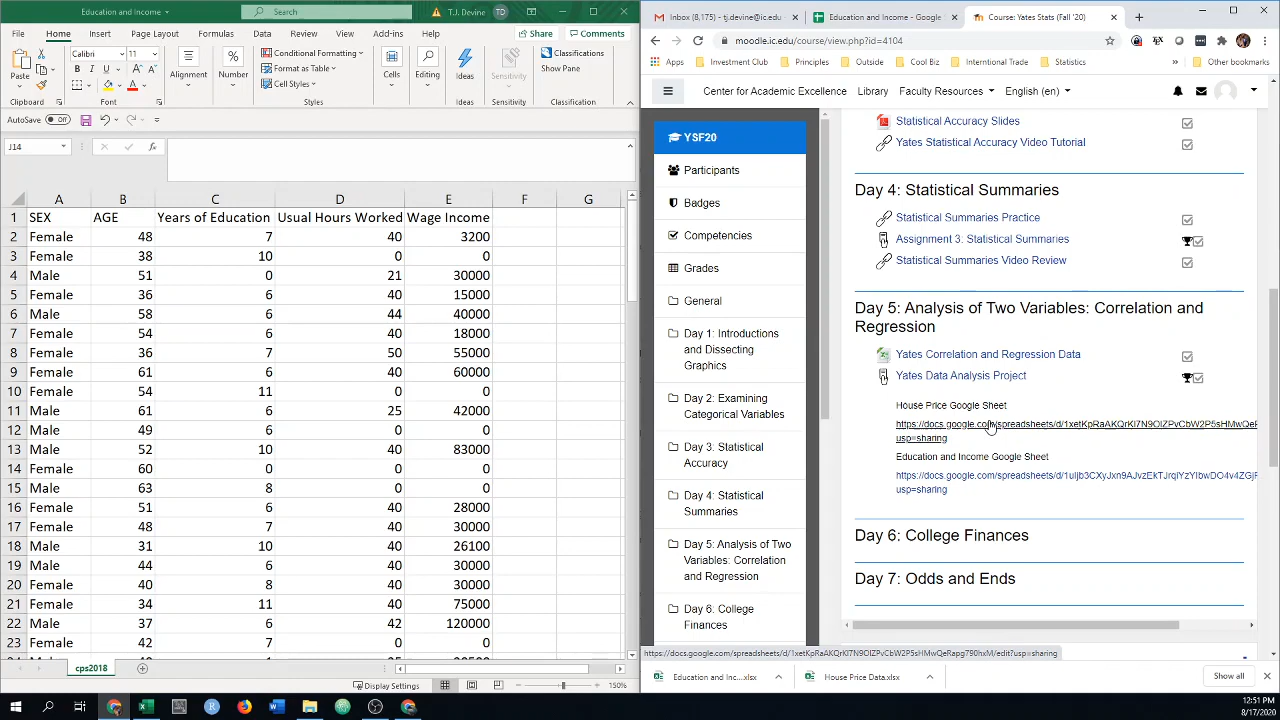 Education and Income
Search
T.J. Devine
File Home Insert Page Layout Formulas Data Review View Add-ins Help
Share
Comments
Paste
Calibri 11
Alignment
Number
Conditional Formatting
Format as Table
Cell Styles
Cells
Editing
Ideas
Sensitivity
Classifications
Show Pane
Clipboard Font Styles Ideas Sensitivity Classification
AutoSave Off
J14
fx
A B C D E F G
1 SEX AGE Years of Education Usual Hours Worked Wage Income
2 Female 48 7 40 3200
3 Female 38 10 0 0
4 Male 51 0 21 30000
5 Female 36 6 40 15000
6 Male 58 6 44 40000
7 Female 54 6 40 18000
8 Female 36 7 50 55000
9 Female 61 6 40 60000
10 Female 54 11 0 0
11 Male 61 6 25 42000
12 Male 49 6 0 0
13 Male 52 10 40 83000
14 Female 60 0 0 0
15 Male 63 8 0 0
16 Female 51 6 40 28000
17 Female 48 7 40 30000
18 Male 31 10 40 26100
19 Male 44 6 40 30000
20 Female 40 8 40 30000
21 Female 34 11 40 75000
22 Male 37 6 42 120000
23 Female 42 7 0 0
cps2018
Display Settings
150%
Inbox (8,175) - tj.devine@ic.edu
Education and Income - Google
Course: Yates Stats (Fall '20)
moodle.ic.edu/course/view.php?id=4104
Apps Investment Club Principles Outside Cool Biz Interntional Trade Statistics » Other bookmarks
Center for Academic Excellence Library Faculty Resources English (en)
YSF20
Participants
Badges
Competencies
Grades
General
Day 1: Introductions
and Dissecting
Graphics
Day 2: Examining
Categorical Variables
Day 3: Statistical
Accuracy
Day 4: Statistical
Summaries
Day 5: Analysis of Two
Variables: Correlation
and Regression
Day 6: College
Finances
Statistical Accuracy Slides
Yates Statistical Accuracy Video Tutorial
Day 4: Statistical Summaries
Statistical Summaries Practice
Assignment 3: Statistical Summaries
Statistical Summaries Video Review
Day 5: Analysis of Two Variables: Correlation and
Regression
Yates Correlation and Regression Data
Yates Data Analysis Project
House Price Google Sheet
usp=sharing
Education and Income Google Sheet
usp=sharing
Day 6: College Finances
Day 7: Odds and Ends
Education and Inc....xlsx
House Price Data.xlsx
Show all
12:51 PM
8/17/2020